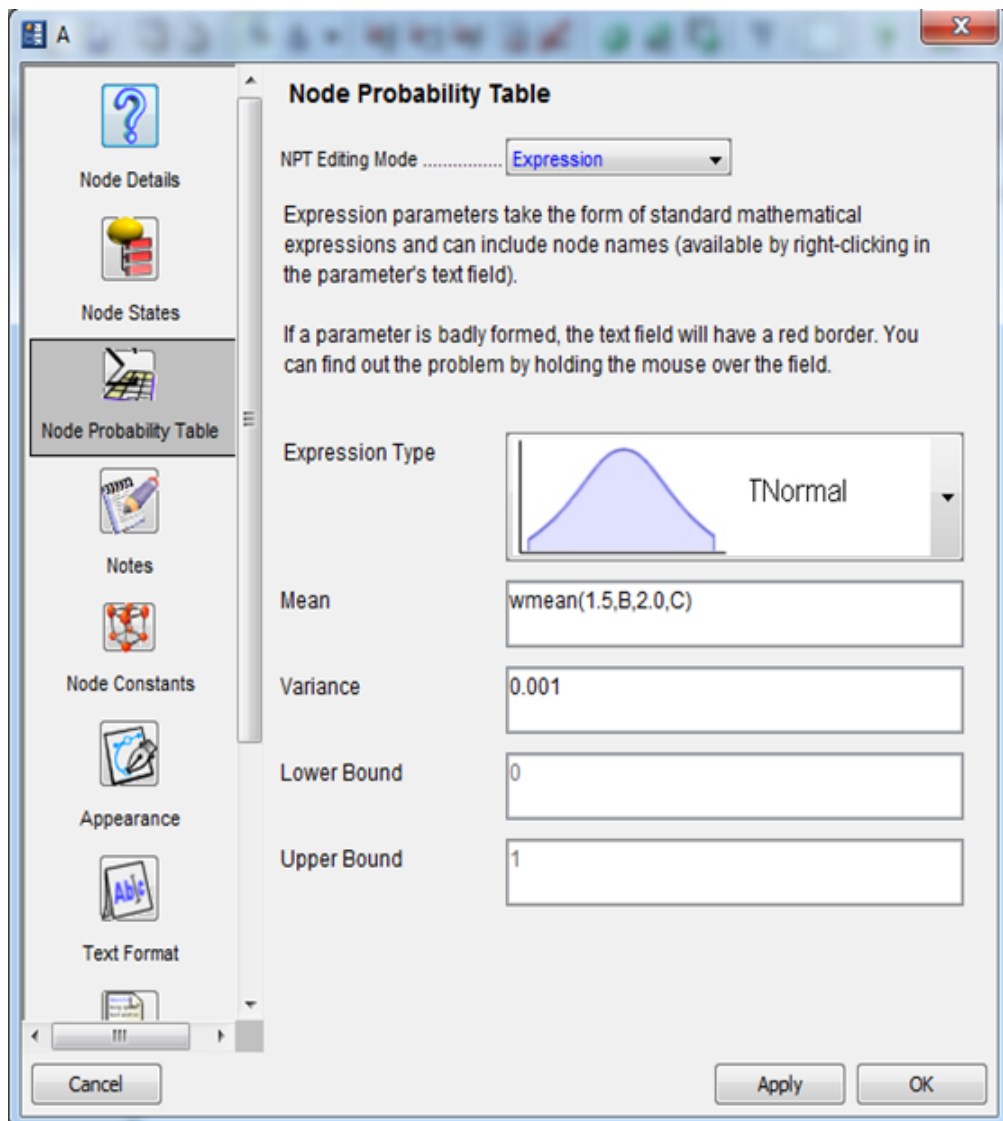 A
x
Node Details
Node States
Node Probability Table
Notes
Node Constants
Appearance
Text Format
Node Probability Table
NPT Editing Mode ................ Expression
Expression parameters take the form of standard mathematical
expressions and can include node names (available by right-clicking in
the parameter's text field).
If a parameter is badly formed, the text field will have a red border. You
can find out the problem by holding the mouse over the field.
Expression Type
TNormal
Mean
wmean(1.5,B,2.0,C)
Variance
0.001
Lower Bound
0
Upper Bound
1
Cancel
Apply
OK